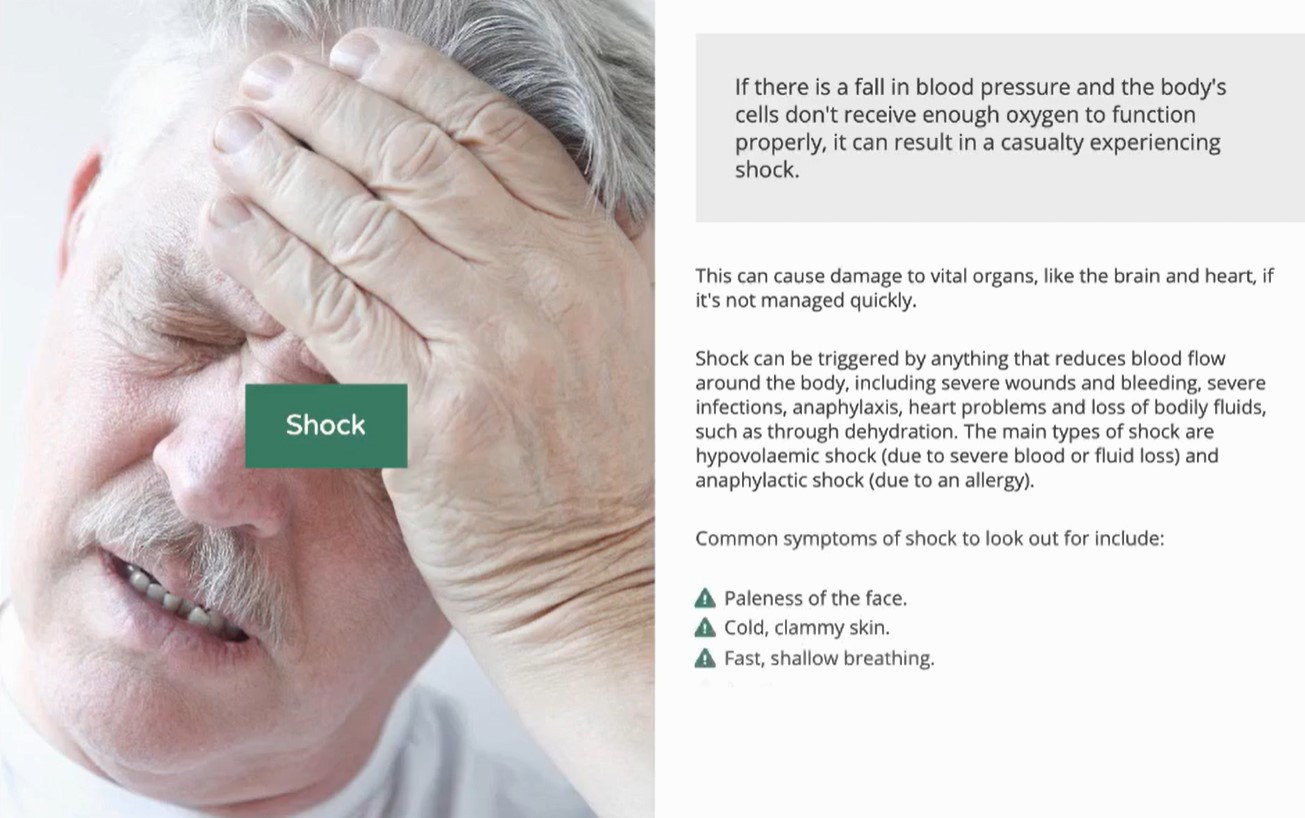 Shock
If there is a fall in blood pressure and the body's
cells don't receive enough oxygen to function
properly, it can result in a casualty experiencing
shock.
This can cause damage to vital organs, like the brain and heart, if
it's not managed quickly.
Shock can be triggered by anything that reduces blood flow
around the body, including severe wounds and bleeding, severe
infections, anaphylaxis, heart problems and loss of bodily fluids,
such as through dehydration. The main types of shock are
hypovolaemic shock (due to severe blood or fluid loss) and
anaphylactic shock (due to an allergy).
Common symptoms of shock to look out for include:
Paleness of the face.
Cold, clammy skin.
Fast, shallow breathing.